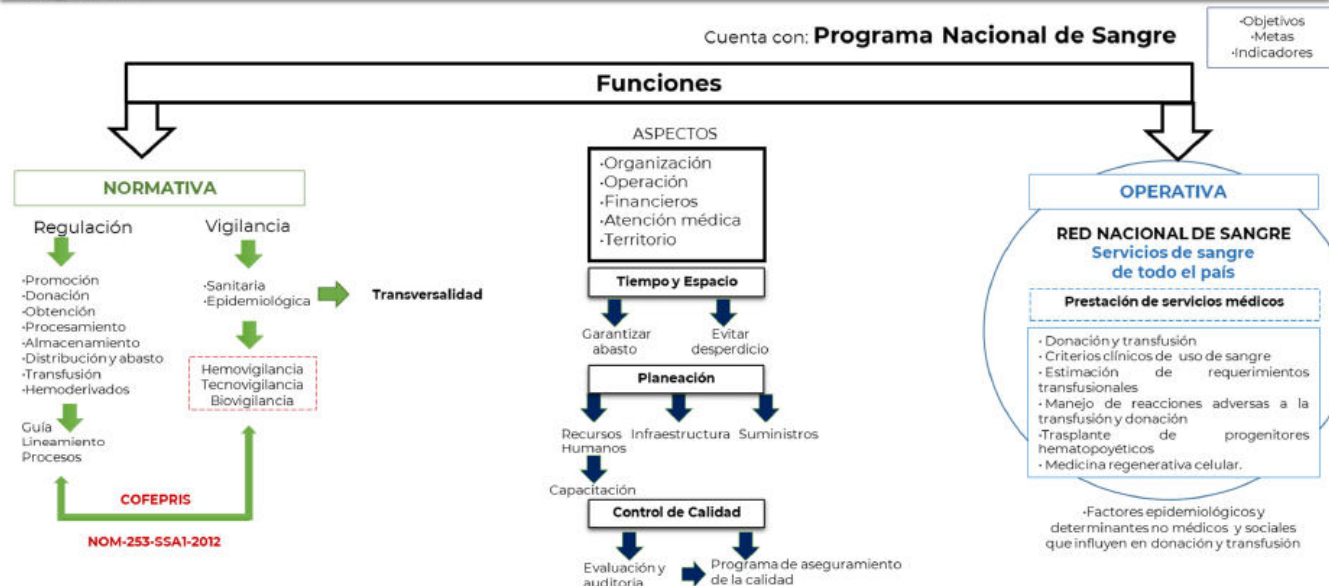 Cuenta con: Programa Nacional de Sangre
·Objetivos
·Metas
·Indicadores
Funciones
NORMATIVA
Regulación
·Promoción
·Donación
·Obtención
·Procesamiento
·Almacenamiento
·Distribución y abasto
·Transfusión
·Hemoderivados
Guía
Lineamiento
Procesos
Vigilancia
·Sanitaria
·Epidemiológica
Transversalidad
Hemovigilancia
Tecnovigilancia
Biovigilancia
COFEPRIS
NOM-253-SSA1-2012
ASPECTOS
·Organización
·Operación
·Financieros
·Atención médica
·Territorio
Tiempo y Espacio
Garantizar
abasto
Evitar
desperdicio
Planeación
Recursos
Humanos
Infraestructura
Suministros
Capacitación
Control de Calidad
Evaluación y
auditoria
Programa de aseguramiento
de la calidad
OPERATIVA
RED NACIONAL DE SANGRE
Servicios de sangre
de todo el país
Prestación de servicios médicos
· Donación y transfusión
· Criterios clínicos de uso de sangre
·Estimación de requerimientos
transfusionales
·Manejo de reacciones adversas a la
transfusión y donación
·Trasplante de progenitores
hematopoyéticos
· Medicina regenerativa celular.
·Factores epidemiológicos y
determinantes no médicos y sociales
que influyen en donación y transfusión